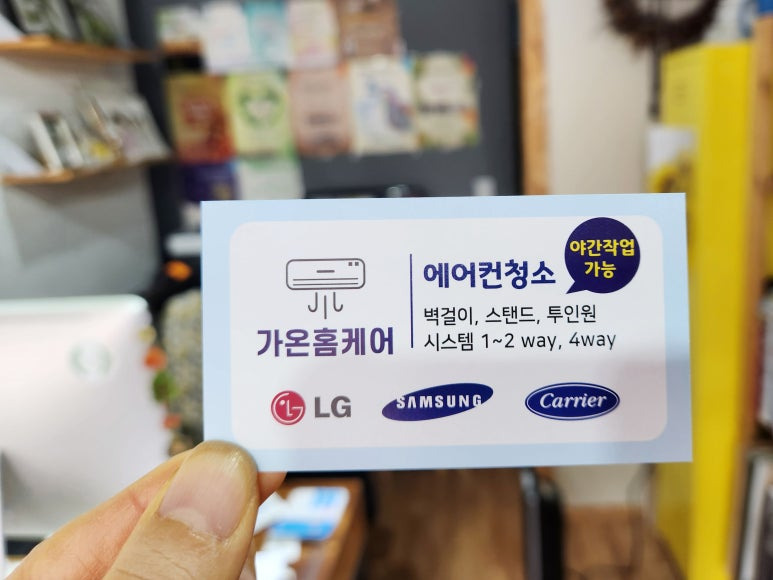 가온홈케어
에어컨청소
야간작업
가능
벽걸이, 스탠드, 투인원
시스템 1~2 way, 4way
LG
SAMSUNG
Carrier